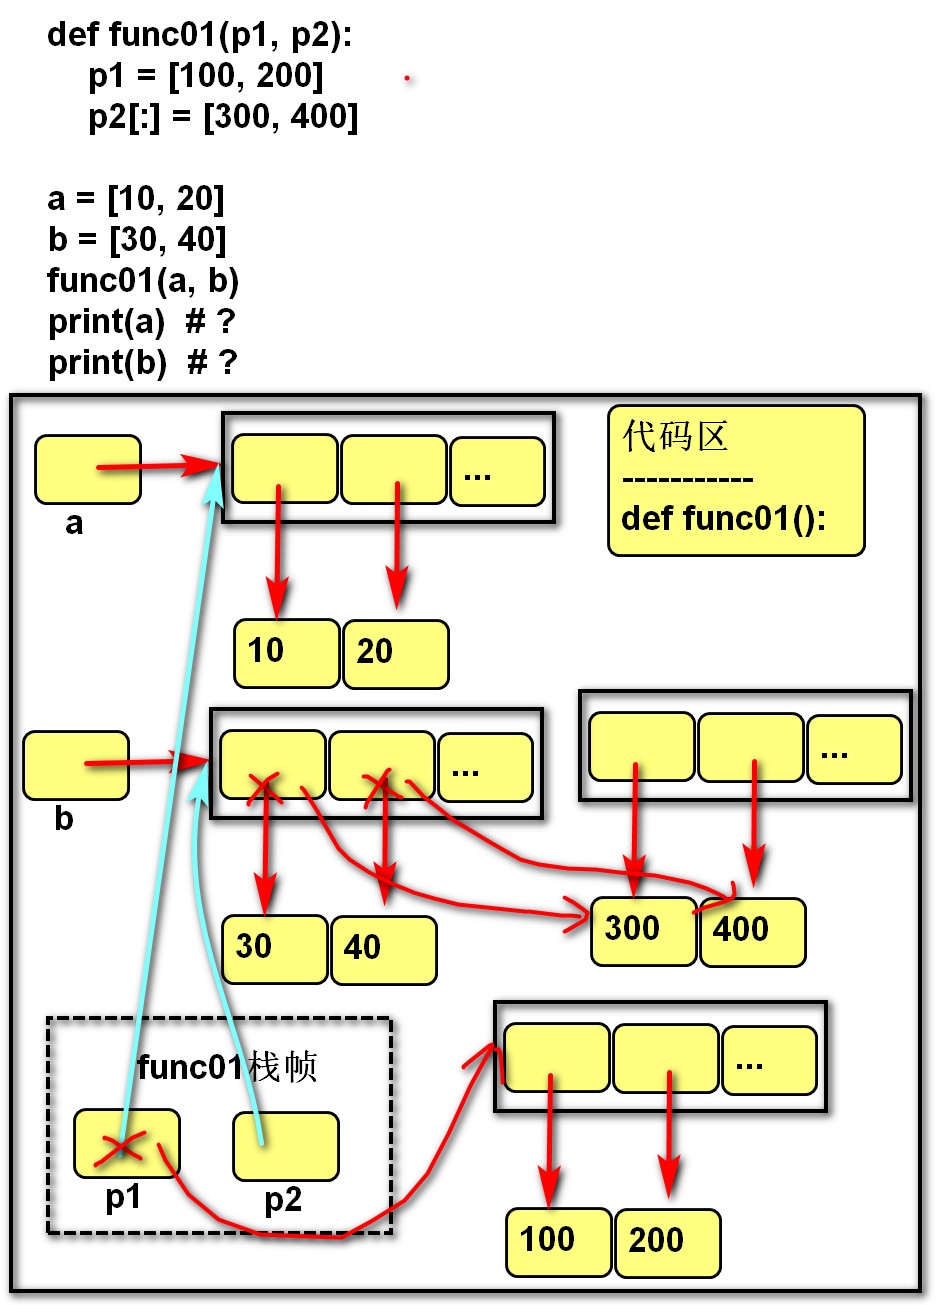 def func01(p1, p2):
    p1 = [100, 200]
    p2[:] = [300, 400]
a = [10, 20]
b = [30, 40]
func01(a, b)
print(a)  # ?
print(b)  # ?
代码区
-----------
def func01():
...
a
10 20
...
...
b
30 40
300 400
func01栈帧
...
p1 p2
100 200